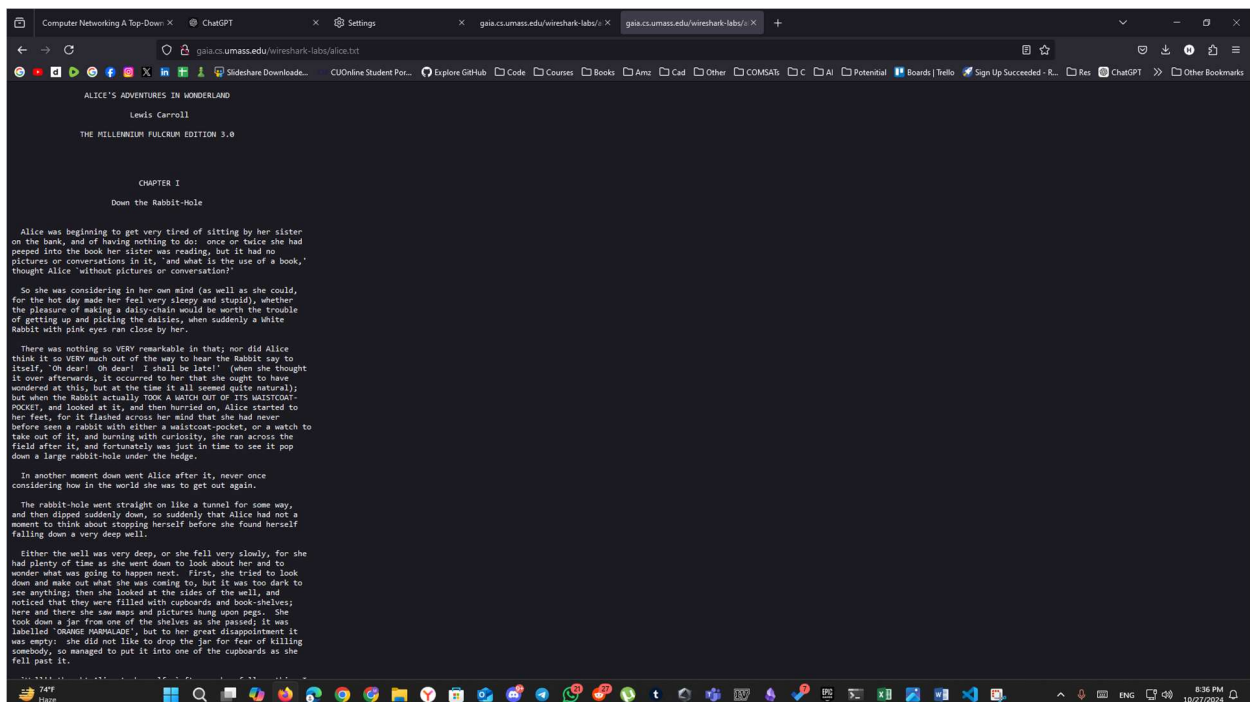 Computer Networking A Top-Down
ChatGPT
Settings
gaia.cs.umass.edu/wireshark-labs/a
gaia.cs.umass.edu/wireshark-labs/a
gaia.cs.umass.edu/wireshark-labs/alice.txt
Slideshare Downloade...
CUOnline Student Por...
Explore GitHub
Code
Courses
Books
Amz
Cad
Other
COMSATs
C
AI
Potenitial
Boards | Trello
Sign Up Succeeded - R...
Res
ChatGPT
Other Bookmarks
ALICE'S ADVENTURES IN WONDERLAND
Lewis Carroll
THE MILLENNIUM FULCRUM EDITION 3.0
CHAPTER I
Down the Rabbit-Hole
Alice was beginning to get very tired of sitting by her sister
on the bank, and of having nothing to do:  once or twice she had
peeped into the book her sister was reading, but it had no
pictures or conversations in it, `and what is the use of a book,'
thought Alice `without pictures or conversation?'
So she was considering in her own mind (as well as she could,
for the hot day made her feel very sleepy and stupid), whether
the pleasure of making a daisy-chain would be worth the trouble
of getting up and picking the daisies, when suddenly a White
Rabbit with pink eyes ran close by her.
There was nothing so VERY remarkable in that; nor did Alice
think it so VERY much out of the way to hear the Rabbit say to
itself, `Oh dear!  Oh dear!  I shall be late!'  (when she thought
it over afterwards, it occurred to her that she ought to have
wondered at this, but at the time it all seemed quite natural);
but when the Rabbit actually TOOK A WATCH OUT OF ITS WAISTCOAT-
POCKET, and looked at it, and then hurried on, Alice started to
her feet, for it flashed across her mind that she had never
before seen a rabbit with either a waistcoat-pocket, or a watch to
take out of it, and burning with curiosity, she ran across the
field after it, and fortunately was just in time to see it pop
down a large rabbit-hole under the hedge.
In another moment down went Alice after it, never once
considering how in the world she was to get out again.
The rabbit-hole went straight on like a tunnel for some way,
and then dipped suddenly down, so suddenly that Alice had not a
moment to think about stopping herself before she found herself
falling down a very deep well.
Either the well was very deep, or she fell very slowly, for she
had plenty of time as she went down to look about her and to
wonder what was going to happen next.  First, she tried to look
down and make out what she was coming to, but it was too dark to
see anything; then she looked at the sides of the well, and
noticed that they were filled with cupboards and book-shelves;
here and there she saw maps and pictures hung upon pegs.  She
took down a jar from one of the shelves as she passed; it was
labelled `ORANGE MARMALADE', but to her great disappointment it
was empty:  she did not like to drop the jar for fear of killing
somebody, so managed to put it into one of the cupboards as she
fell past it.
74°F
Haze
ENG
8:36 PM
10/27/2024